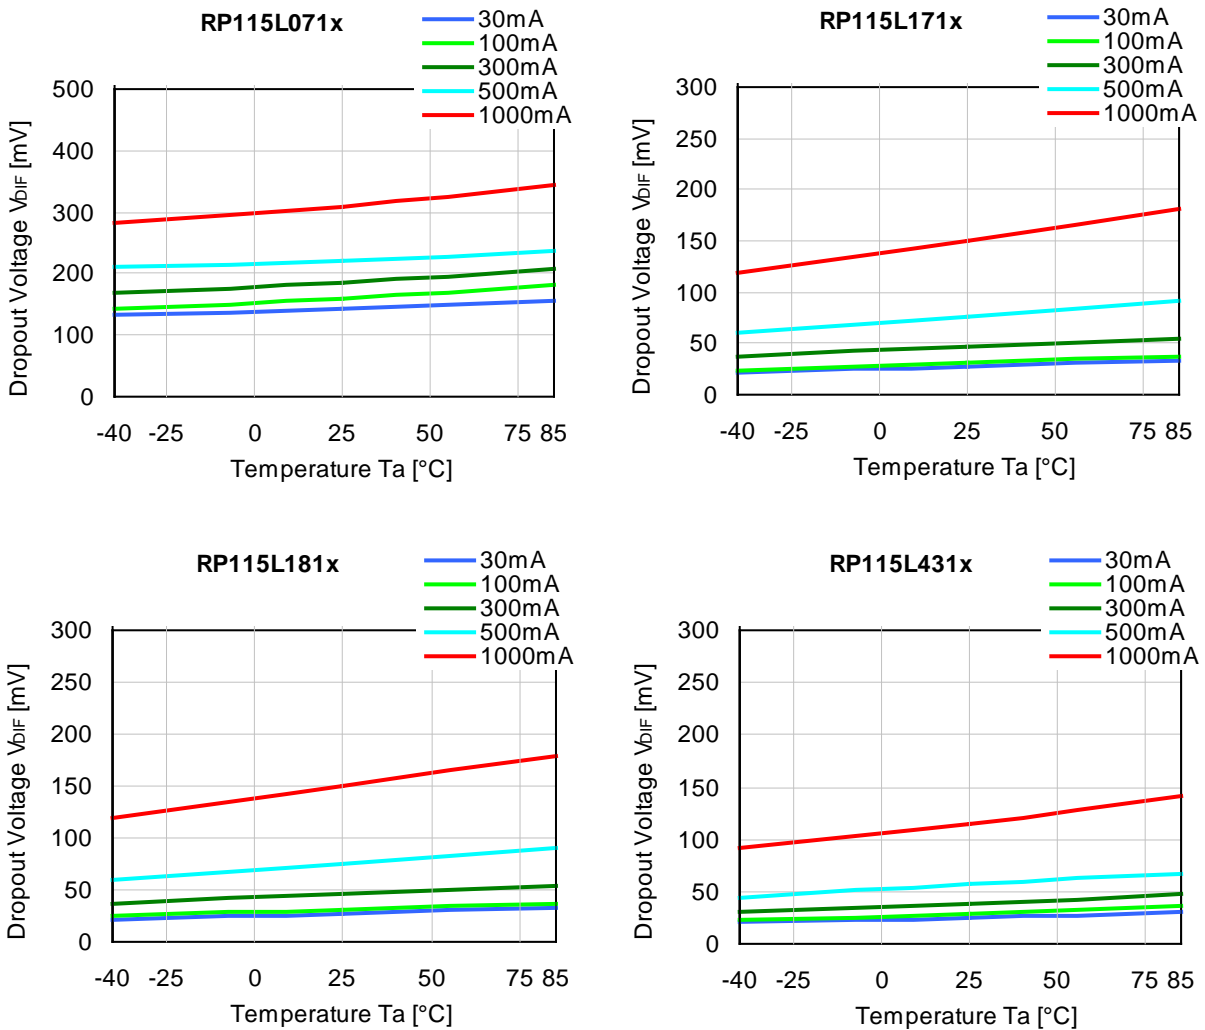 RP115L071x
30mA
100mA
300mA
500mA
1000mA
Dropout Voltage VDIF [mV]
500
400
300
200
100
0
-40 -25 0 25 50 75 85
Temperature Ta [°C]
RP115L171x
30mA
100mA
300mA
500mA
1000mA
Dropout Voltage VDIF [mV]
300
250
200
150
100
50
0
-40 -25 0 25 50 75 85
Temperature Ta [°C]
RP115L181x
30mA
100mA
300mA
500mA
1000mA
Dropout Voltage VDIF [mV]
300
250
200
150
100
50
0
-40 -25 0 25 50 75 85
Temperature Ta [°C]
RP115L431x
30mA
100mA
300mA
500mA
1000mA
Dropout Voltage VDIF [mV]
300
250
200
150
100
50
0
-40 -25 0 25 50 75 85
Temperature Ta [°C]